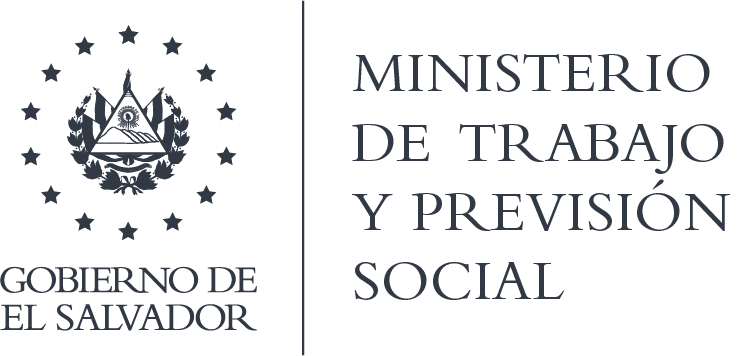 GOBIERNO DE
EL SALVADOR
MINISTERIO
DE TRABAJO
Y PREVISIÓN
SOCIAL